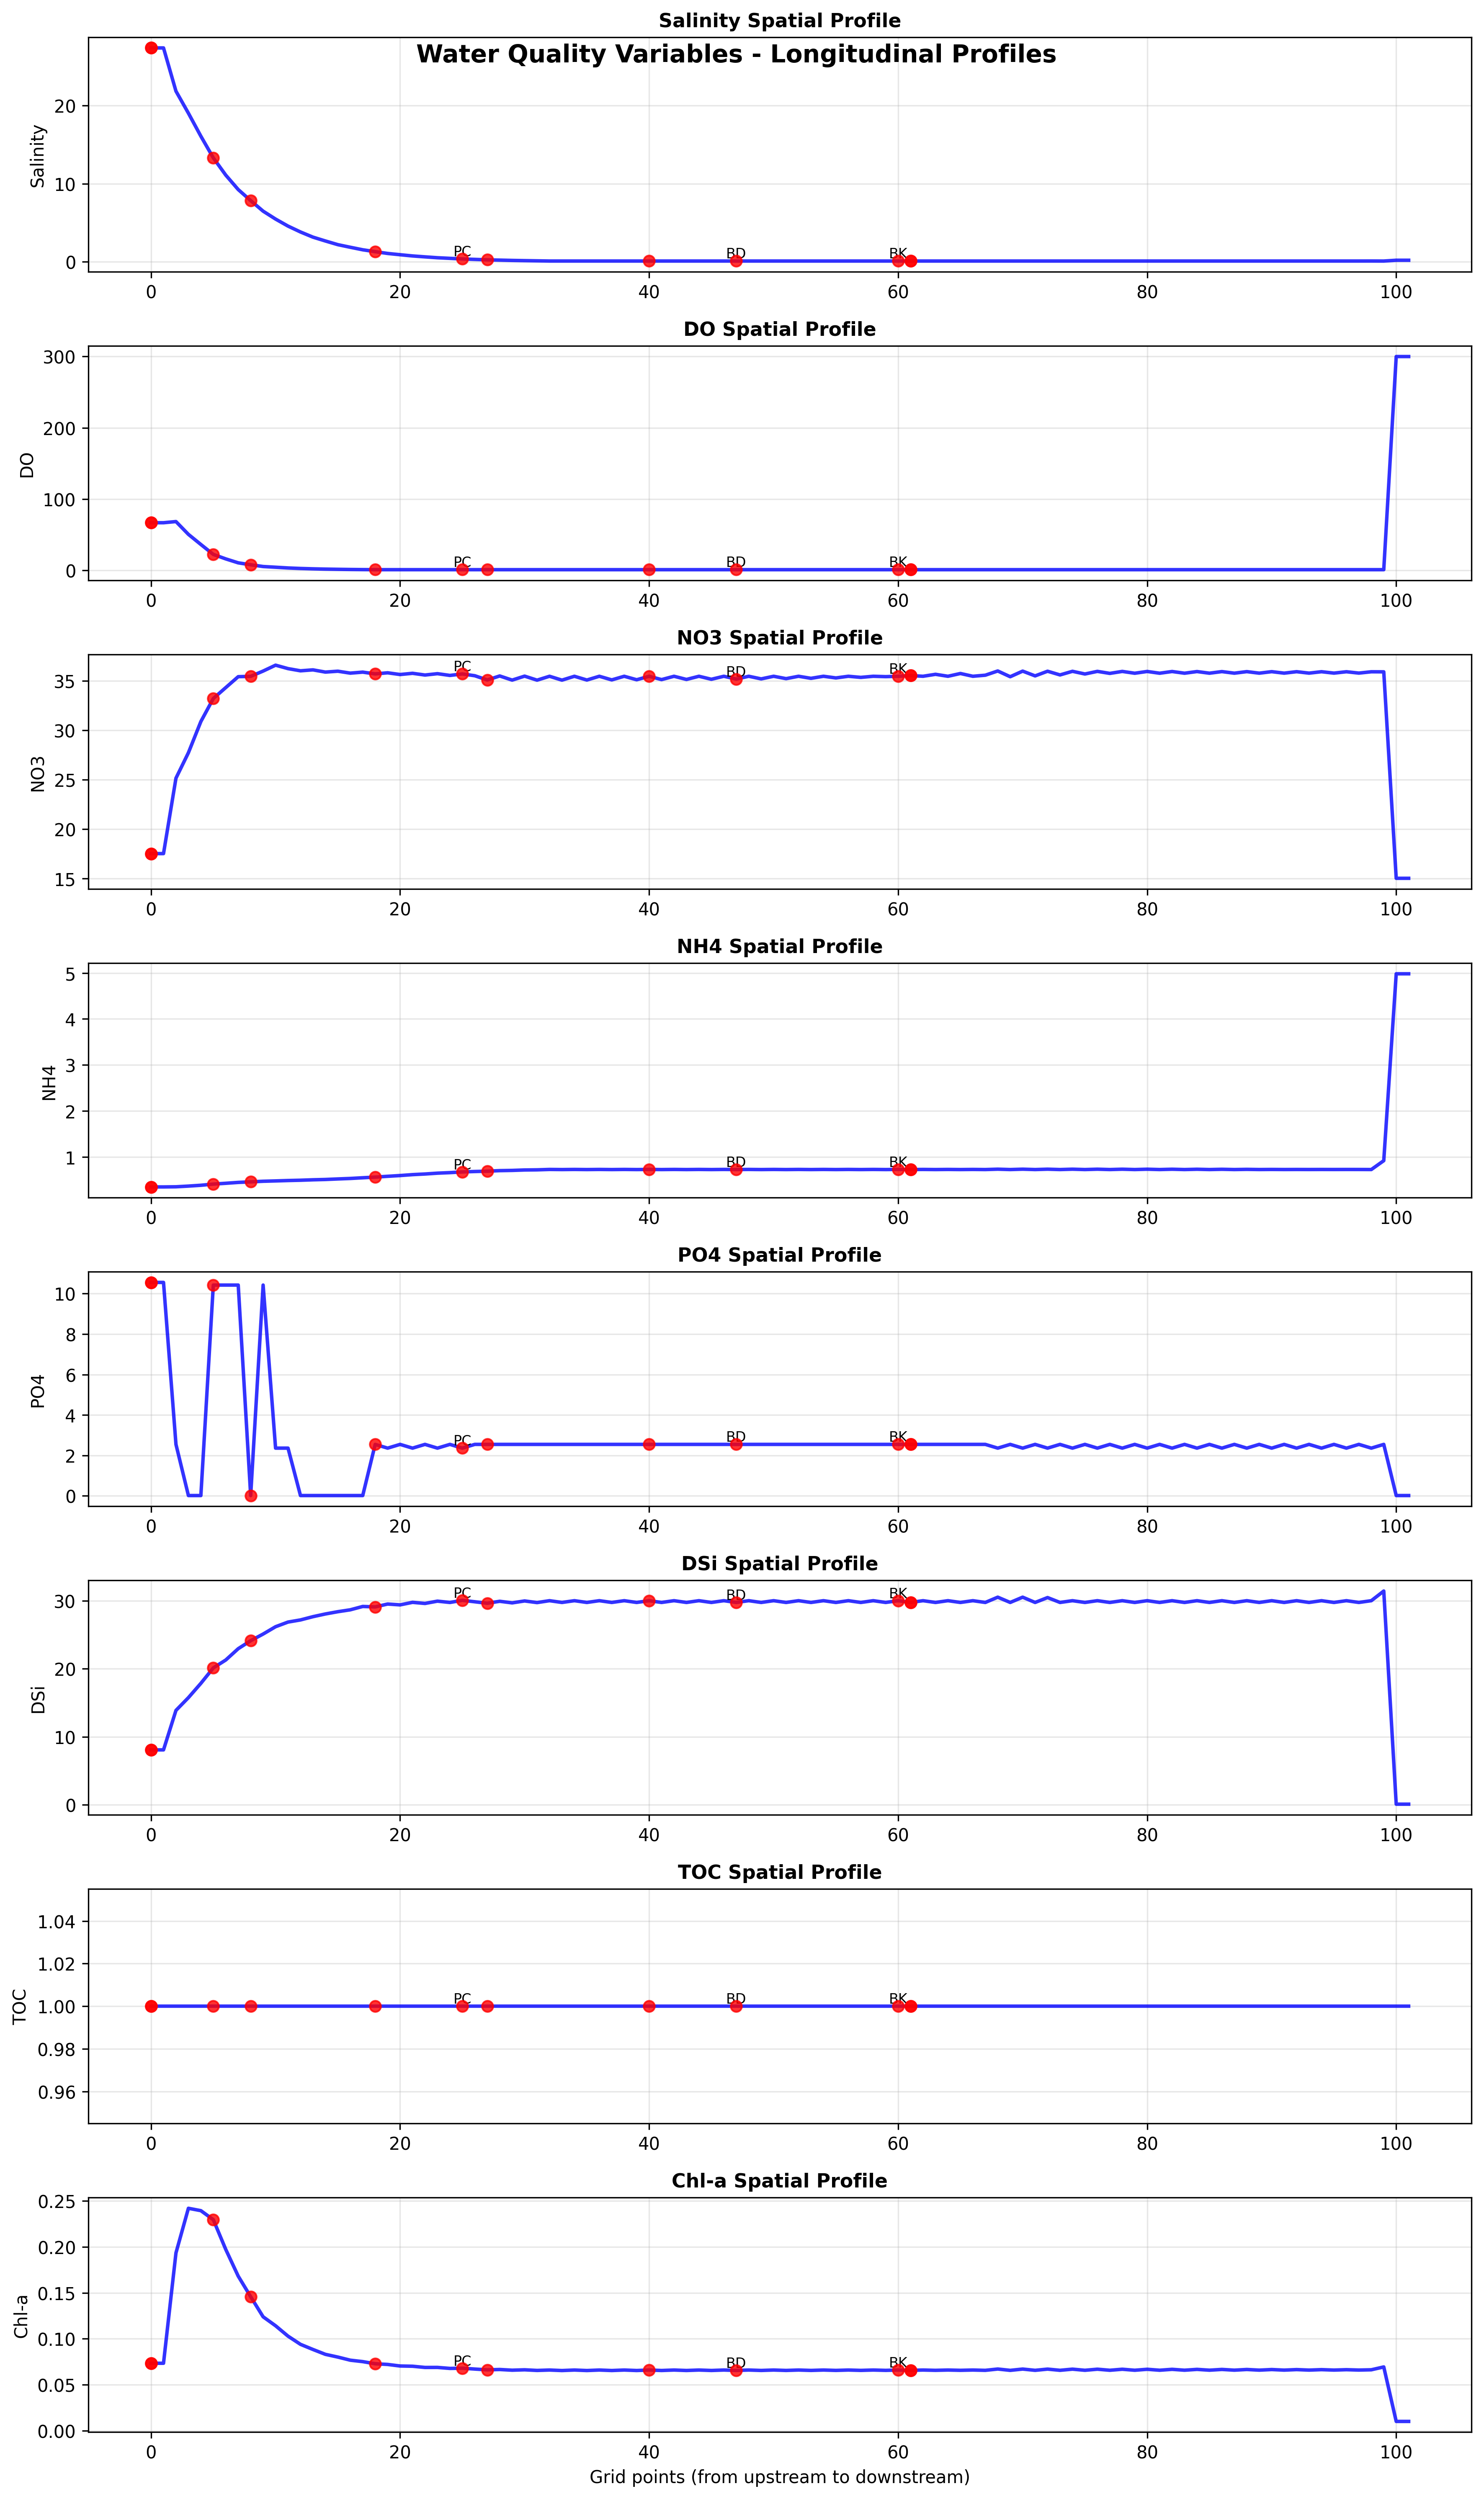 Salinity Spatial Profile
Water Quality Variables - Longitudinal Profiles
Salinity
20
10
0
PC
BD
BK
0 20 40 60 80 100
DO Spatial Profile
DO
300
200
100
0
PC
BD
BK
0 20 40 60 80 100
NO3 Spatial Profile
NO3
35
30
25
20
15
PC
BD
BK
0 20 40 60 80 100
NH4 Spatial Profile
NH4
5
4
3
2
1
PC
BD
BK
0 20 40 60 80 100
PO4 Spatial Profile
PO4
10
8
6
4
2
0
PC
BD
BK
0 20 40 60 80 100
DSi Spatial Profile
DSi
30
20
10
0
PC
BD
BK
0 20 40 60 80 100
TOC Spatial Profile
TOC
1.04
1.02
1.00
0.98
0.96
PC
BD
BK
0 20 40 60 80 100
Chl-a Spatial Profile
Chl-a
0.25
0.20
0.15
0.10
0.05
0.00
PC
BD
BK
0 20 40 60 80 100
Grid points (from upstream to downstream)